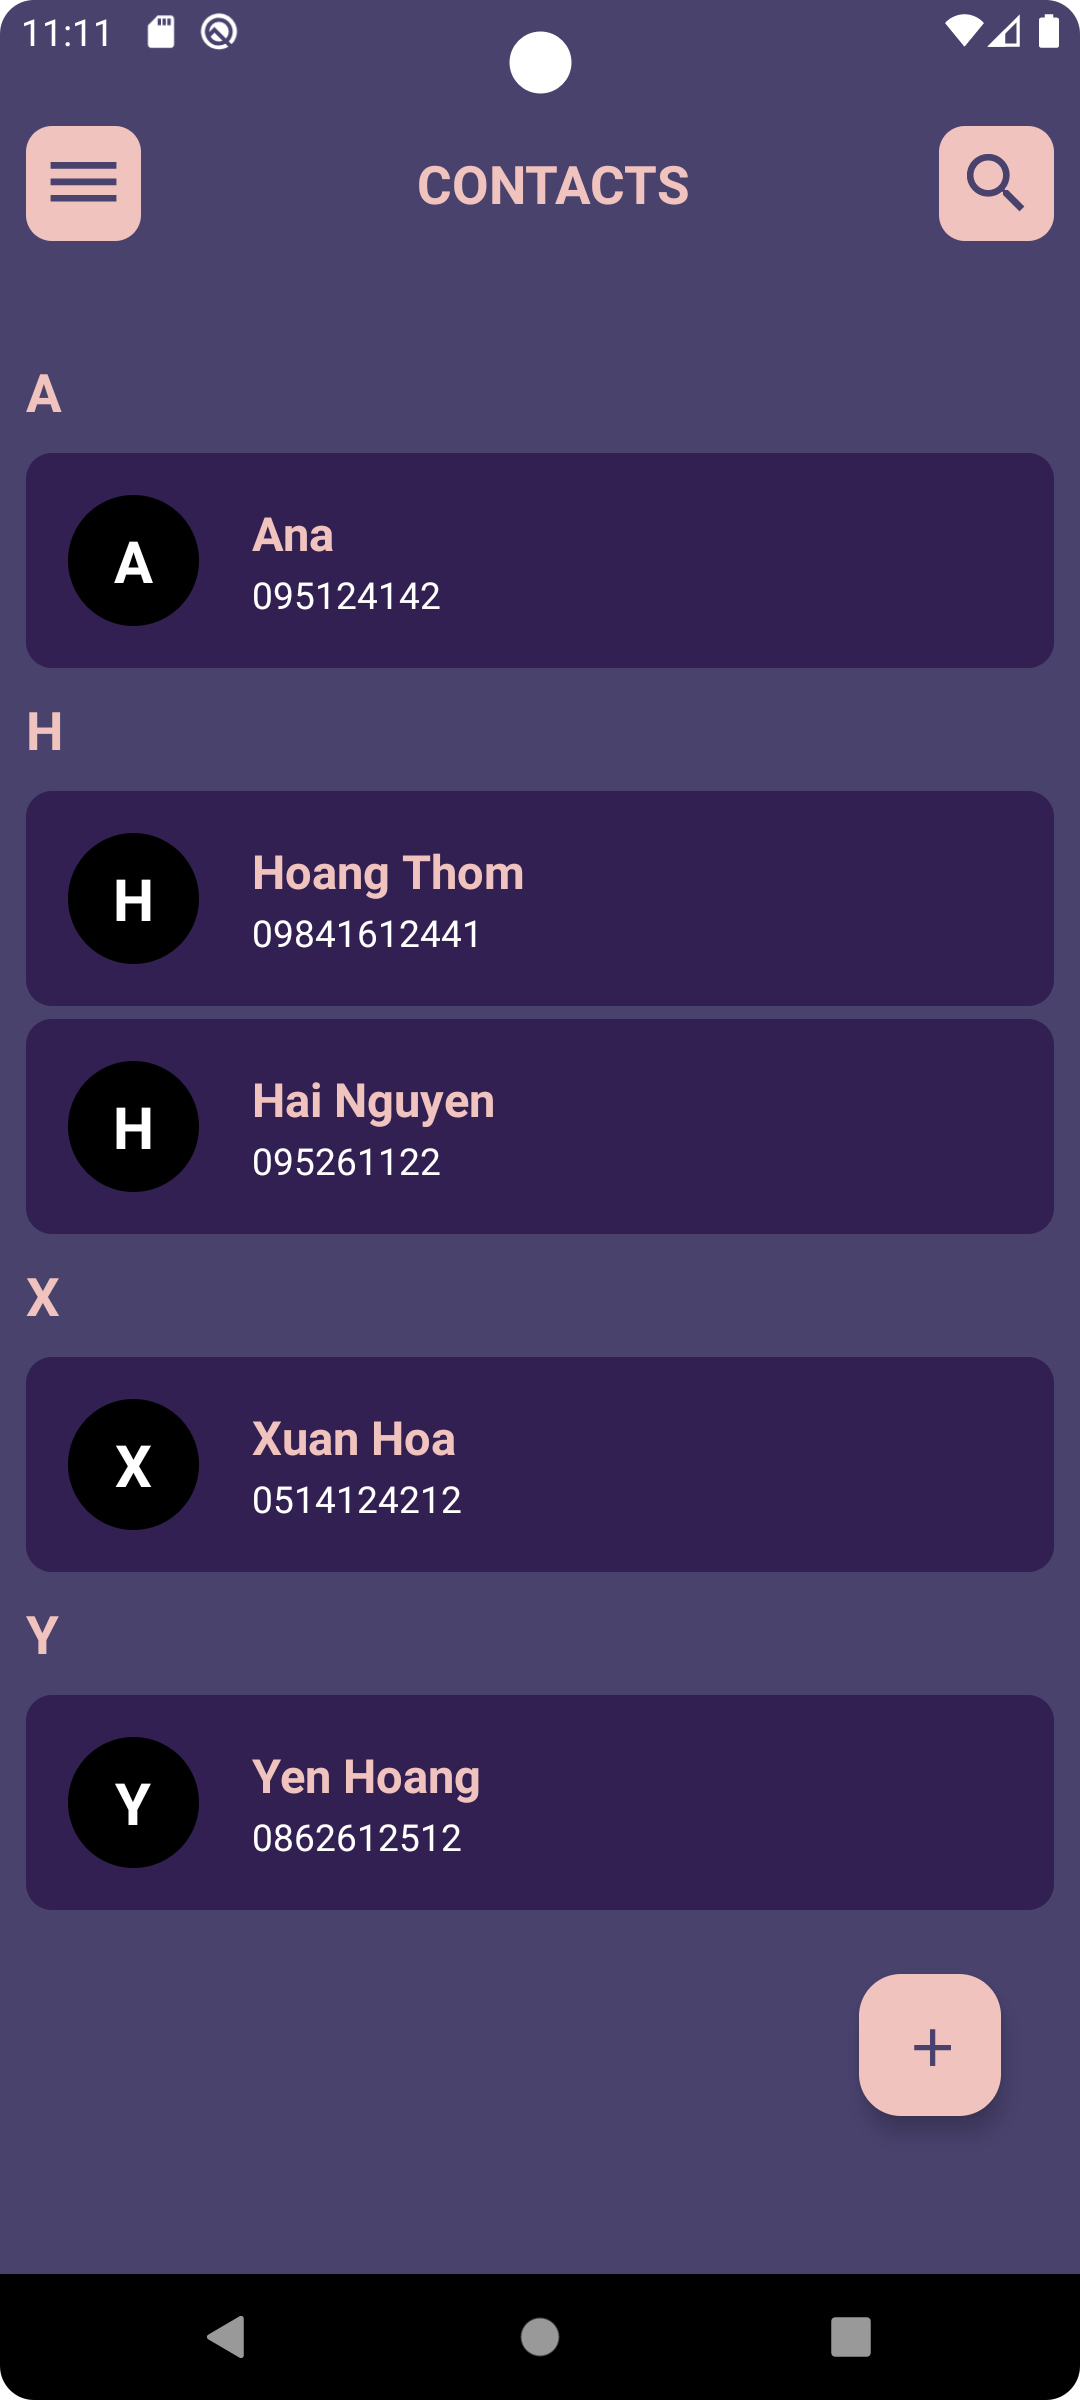 11:11
CONTACTS
A
A
Ana
095124142
H
H
Hoang Thom
09841612441
H
Hai Nguyen
095261122
X
X
Xuan Hoa
0514124212
Y
Y
Yen Hoang
0862612512
+